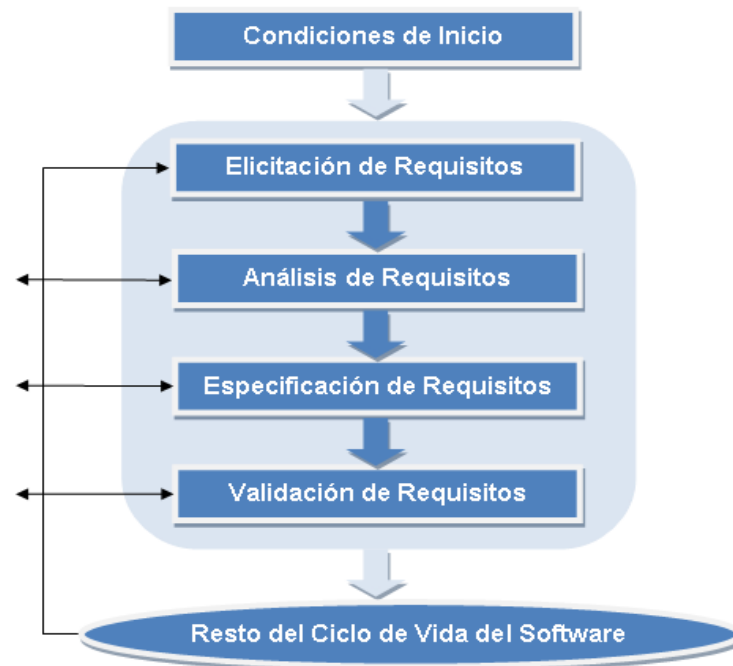 Condiciones de Inicio
Elicitación de Requisitos
Análisis de Requisitos
Especificación de Requisitos
Validación de Requisitos
Resto del Ciclo de Vida del Software